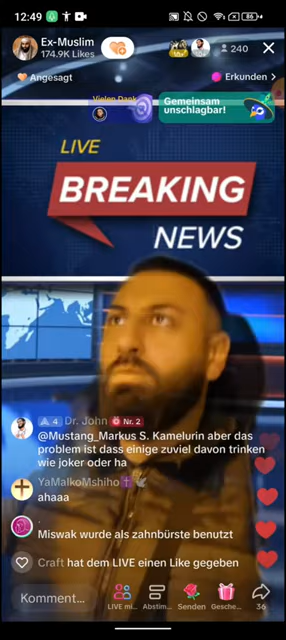 12:49
86
Ex-Muslim
174.9K Likes
240
Angesagt
Erkunden >
Vielen Dank
Gemeinsam
unschlagbar!
LIVE
BREAKING
NEWS
4 Dr. John Nr. 2
@Mustang_Markus S. Kamelurin aber das
problem ist dass einige zuviel davon trinken
wie joker oder ha
YaMalkoMshiho
ahaaa
.
Miswak wurde als zahnbürste benutzt
Craft hat dem LIVE einen Like gegeben
Komment...
LIVE mi...
Abstim...
Senden
Gesche...
36